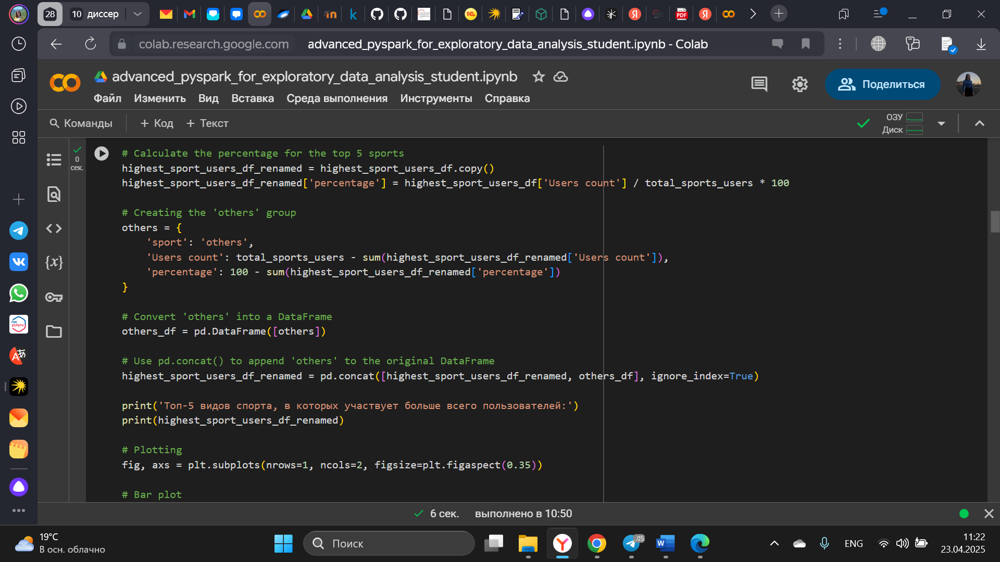 28
10 диссер
colab.research.google.com
advanced_pyspark_for_exploratory_data_analysis_student.ipynb - Colab
advanced_pyspark_for_exploratory_data_analysis_student.ipynb
Поделиться
Файл Изменить Вид Вставка Среда выполнения Инструменты Справка
Команды
+ Код
+ Текст
ОЗУ
Диск
0
сек.
# Calculate the percentage for the top 5 sports
highest_sport_users_df_renamed = highest_sport_users_df.copy()
highest_sport_users_df_renamed['percentage'] = highest_sport_users_df['Users count'] / total_sports_users * 100
# Creating the 'others' group
others = {
'sport': 'others',
'Users count': total_sports_users - sum(highest_sport_users_df_renamed['Users count']),
'percentage': 100 - sum(highest_sport_users_df_renamed['percentage'])
}
# Convert 'others' into a DataFrame
others_df = pd.DataFrame([others])
# Use pd.concat() to append 'others' to the original DataFrame
highest_sport_users_df_renamed = pd.concat([highest_sport_users_df_renamed, others_df], ignore_index=True)
print('Топ-5 видов спорта, в которых участвует больше всего пользователей:')
print(highest_sport_users_df_renamed)
# Plotting
fig, axs = plt.subplots(nrows=1, ncols=2, figsize=plt.figaspect(0.35))
# Bar plot
6 сек. выполнено в 10:50
19°C
В осн. облачно
Поиск
ENG
11:22
23.04.2025